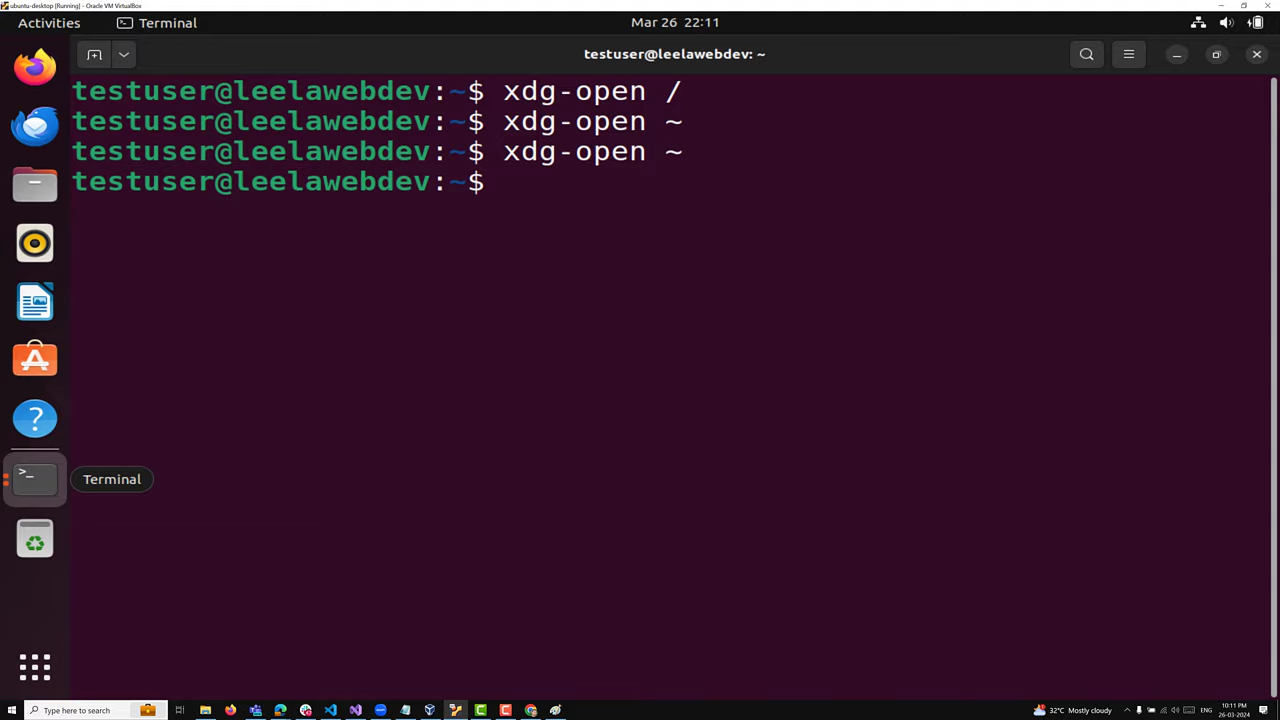 ubuntu-desktop [Running] - Oracle VM VirtualBox
Activities
Terminal
Mar 26 22:11
testuser@leelawebdev: ~
testuser@leelawebdev:~$ xdg-open /
testuser@leelawebdev:~$ xdg-open ~
testuser@leelawebdev:~$ xdg-open ~
testuser@leelawebdev:~$
Terminal
Type here to search
32°C Mostly cloudy
ENG
10:11 PM
26-03-2024